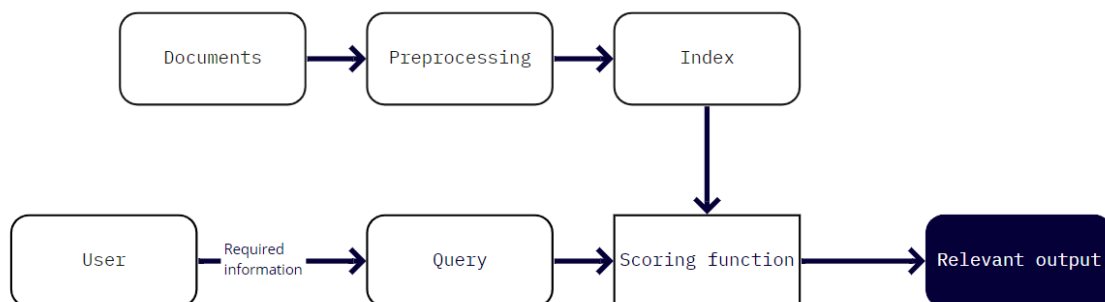 Documents
Preprocessing
Index
User
Required
information
Query
Scoring function
Relevant output